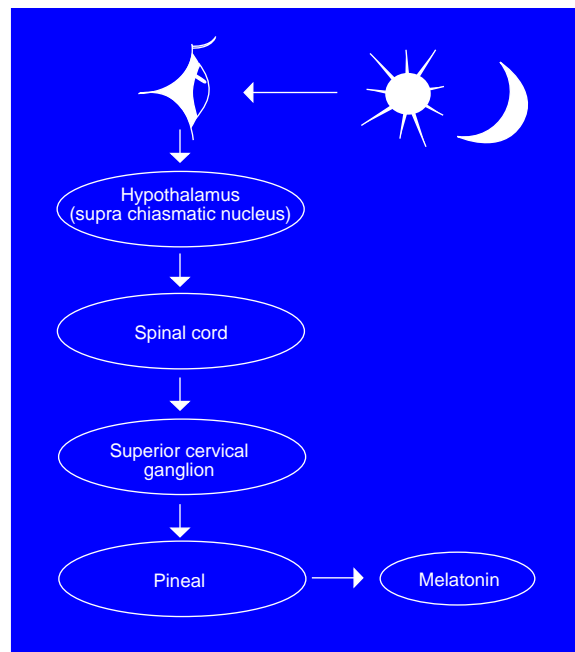 Hypothalamus
(supra chiasmatic nucleus)
Spinal cord
Superior cervical
ganglion
Pineal
Melatonin